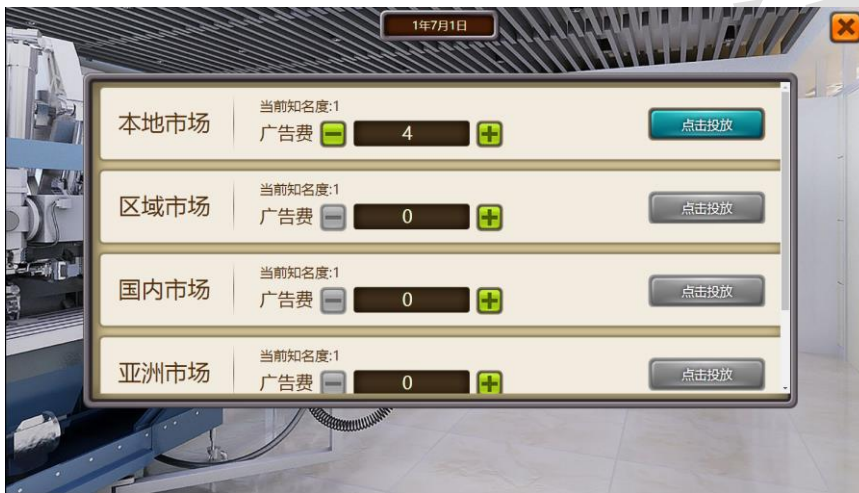 1年7月1日
本地市场
当前知名度:1
广告费 4
点击投放
区域市场
当前知名度:1
广告费 0
点击投放
国内市场
当前知名度:1
广告费 0
点击投放
亚洲市场
当前知名度:1
广告费 0
点击投放